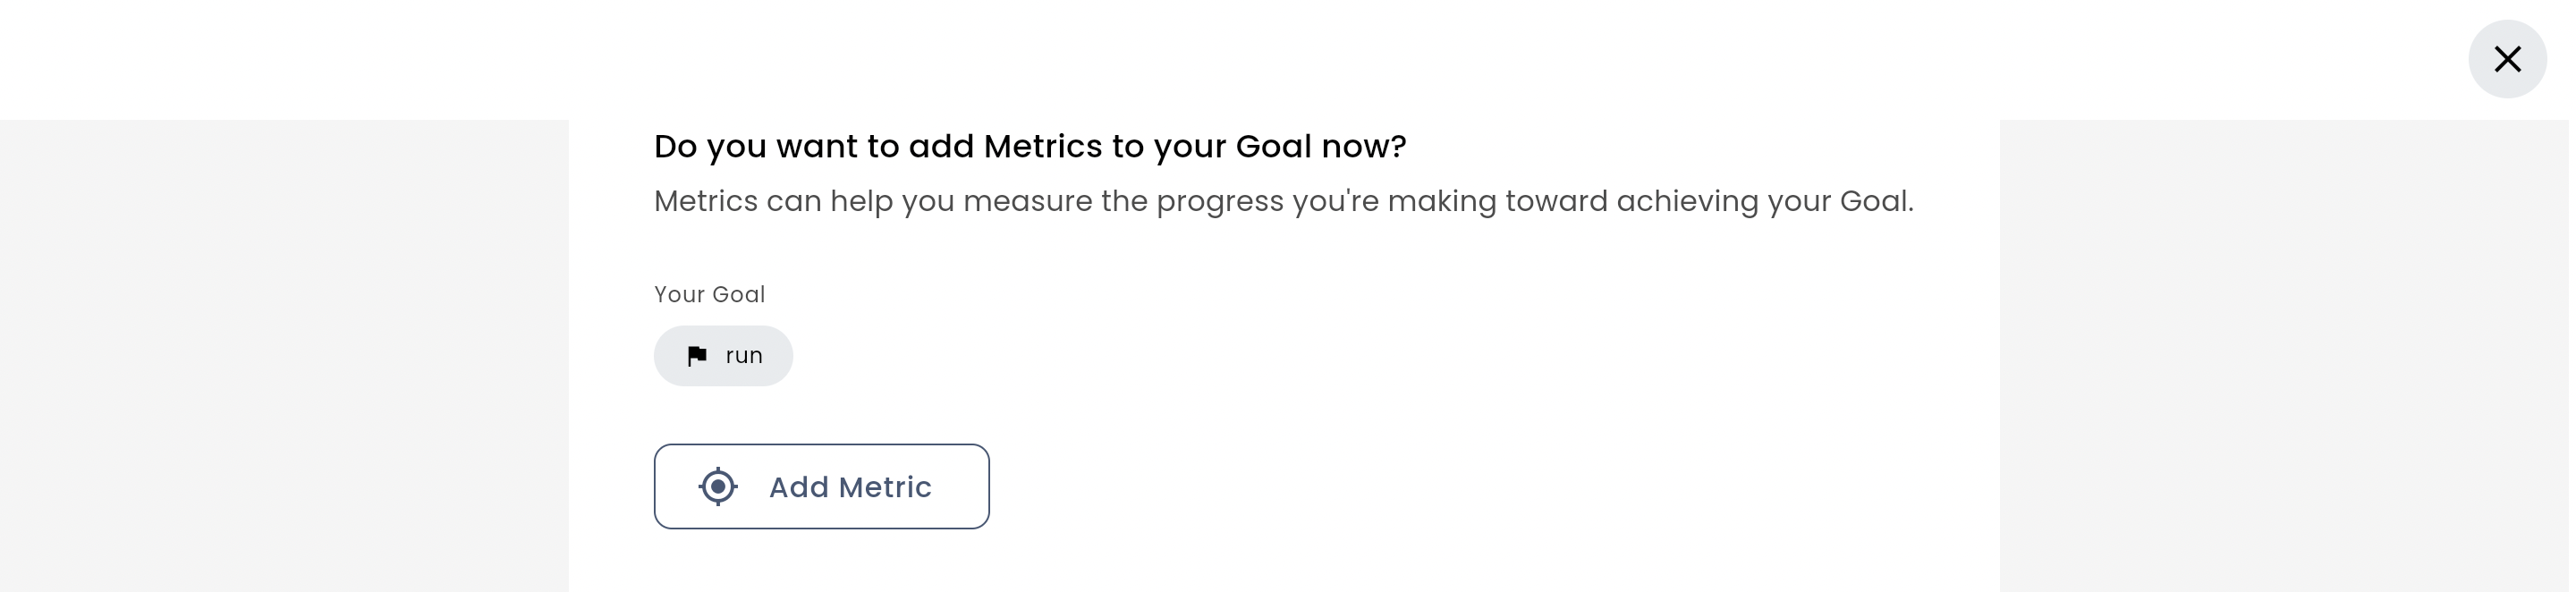 Do you want to add Metrics to your Goal now?
Metrics can help you measure the progress you're making toward achieving your Goal.
Your Goal
run
Add Metric